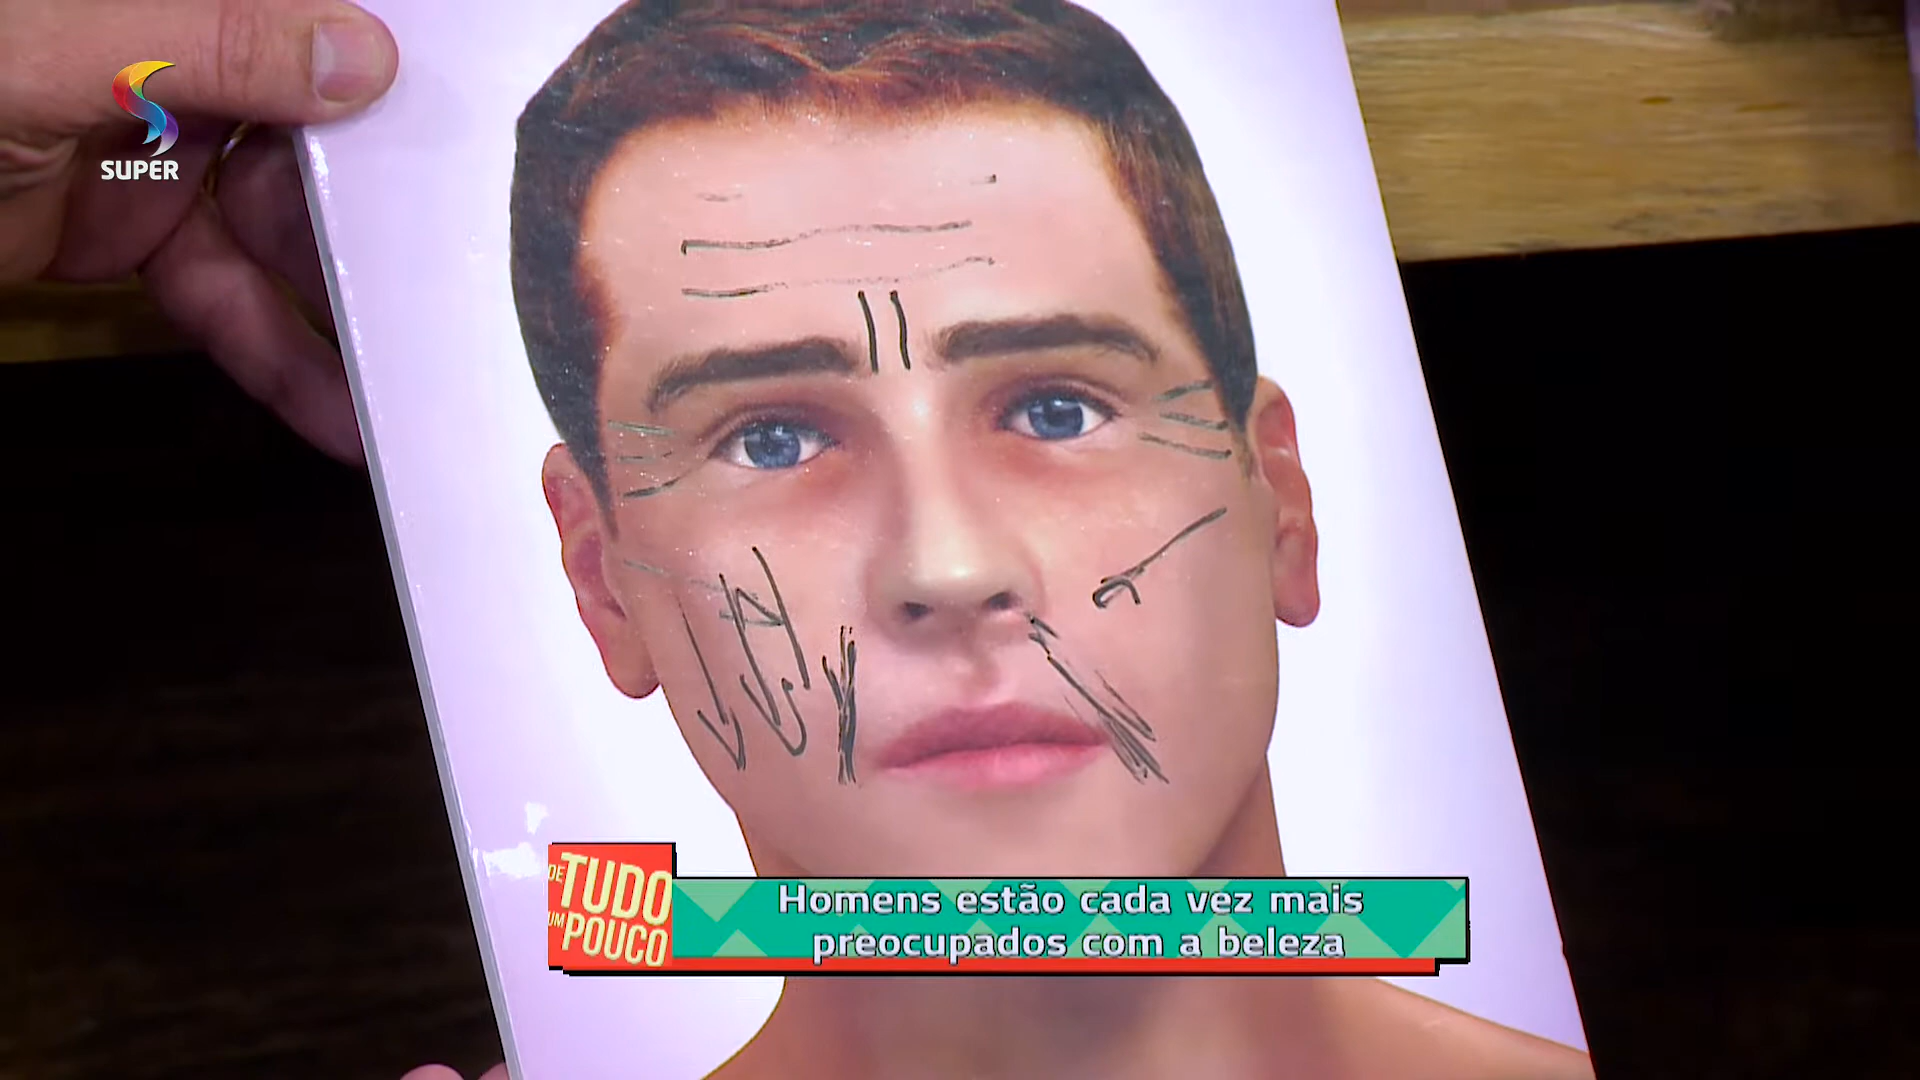 SUPER
DE
TUDO
UM
POUCO
Homens estão cada vez mais
preocupados com a beleza